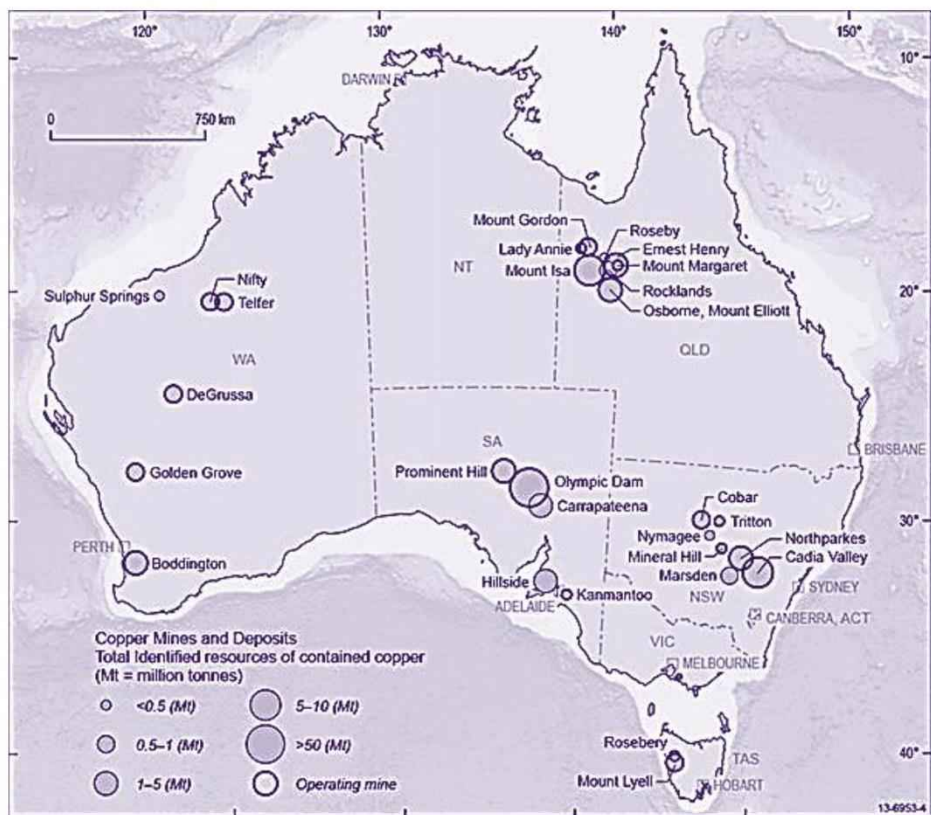 120°
130°
140°
150°
10°
DARWIN
0 750 km
Mount Gordon
Roseby
Lady Annie
Ernest Henry
NT
Mount Isa
Mount Margaret
Nifty
Sulphur Springs
Telfer
Rocklands
20°
Osborne, Mount Elliott
QLD
WA
DeGrussa
SA
BRISBANE
Prominent Hill
Golden Grove
Olympic Dam
Cobar
Carrapateena
Tritton
30°
Nymagee
Northparkes
PERTH
Mineral Hill
Cadia Valley
Boddington
Hillside
Marsden
SYDNEY
Kanmantoo
NSW
ADELAIDE
CANBERRA, ACT
Copper Mines and Deposits
VIC
Total Identified resources of contained copper
MELBOURNE
(Mt = million tonnes)
<0.5 (Mt)
5–10 (Mt)
0.5–1 (Mt)
>50 (Mt)
Rosebery
TAS
40°
1–5 (Mt)
Operating mine
Mount Lyell
HOBART
13-6953-4